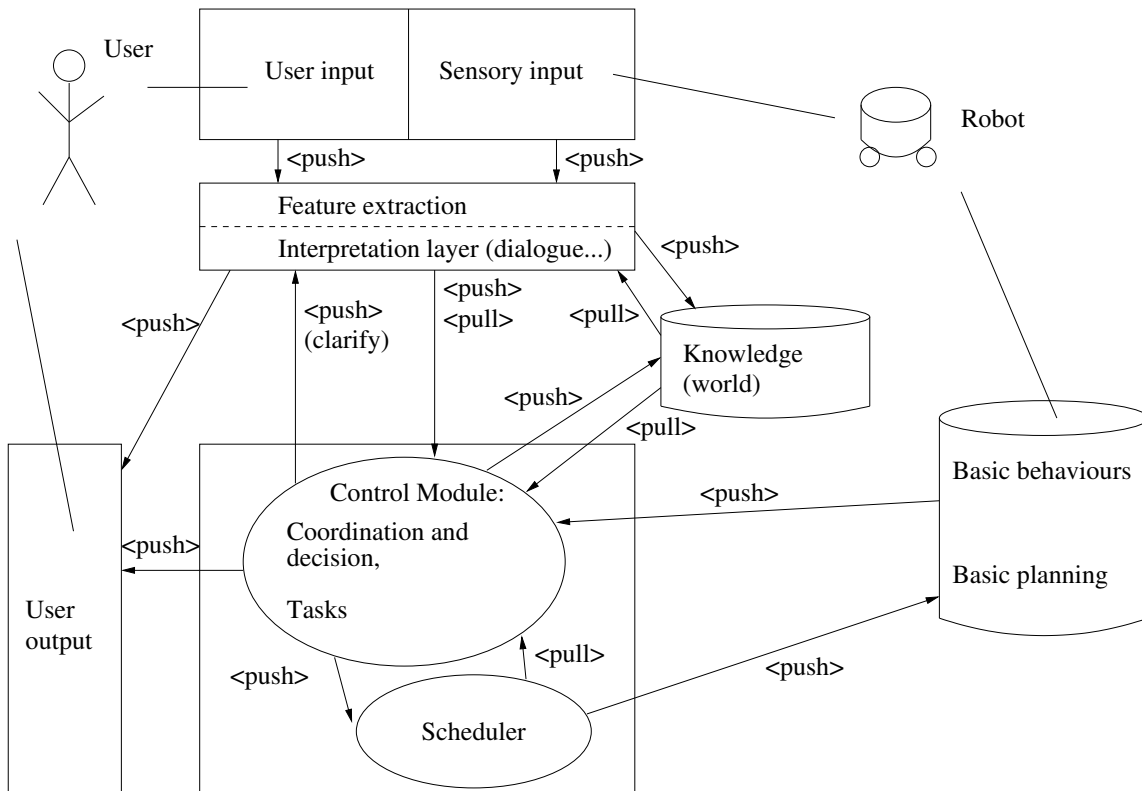 User
User input
Sensory input
Robot
<push>
<push>
Feature extraction
Interpretation layer (dialogue...)
<push>
<push>
<push>
(clarify)
<push>
<pull>
<pull>
Knowledge
(world)
<push>
<pull>
Control Module:
Coordination and
decision,
Tasks
<push>
Basic behaviours
Basic planning
<push>
User
output
<push>
<pull>
<push>
Scheduler